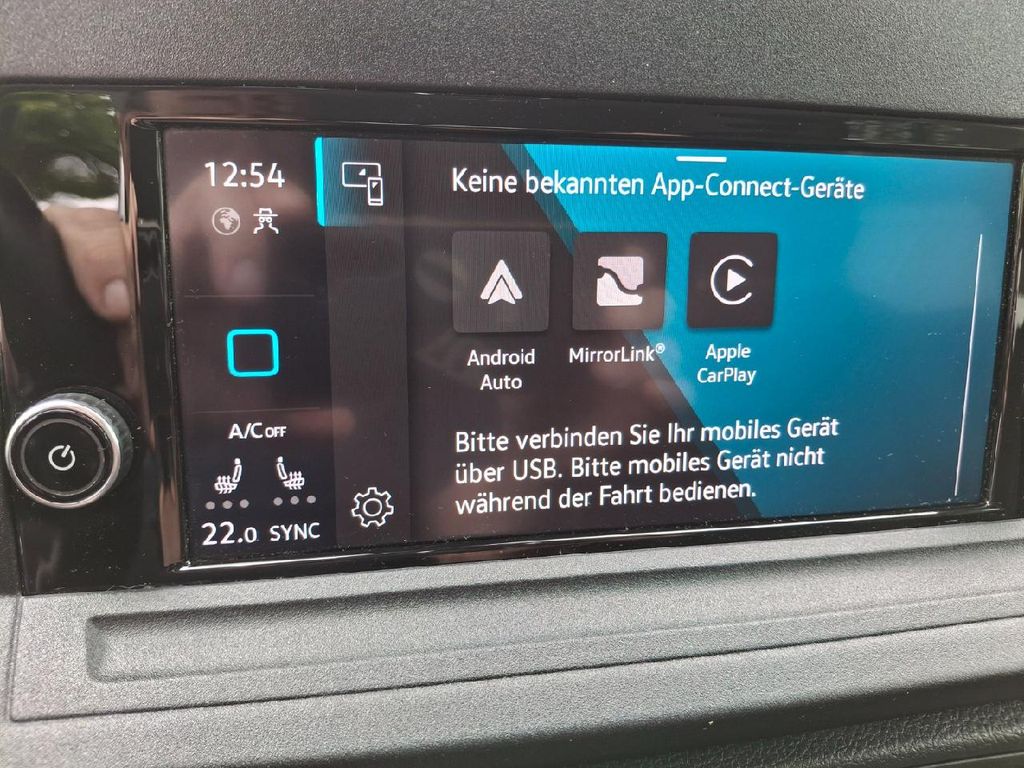 12:54
Keine bekannten App-Connect-Geräte
Android
Auto
MirrorLink®
Apple
CarPlay
A/C OFF
Bitte verbinden Sie Ihr mobiles Gerät
über USB. Bitte mobiles Gerät nicht
während der Fahrt bedienen.
22.0 SYNC